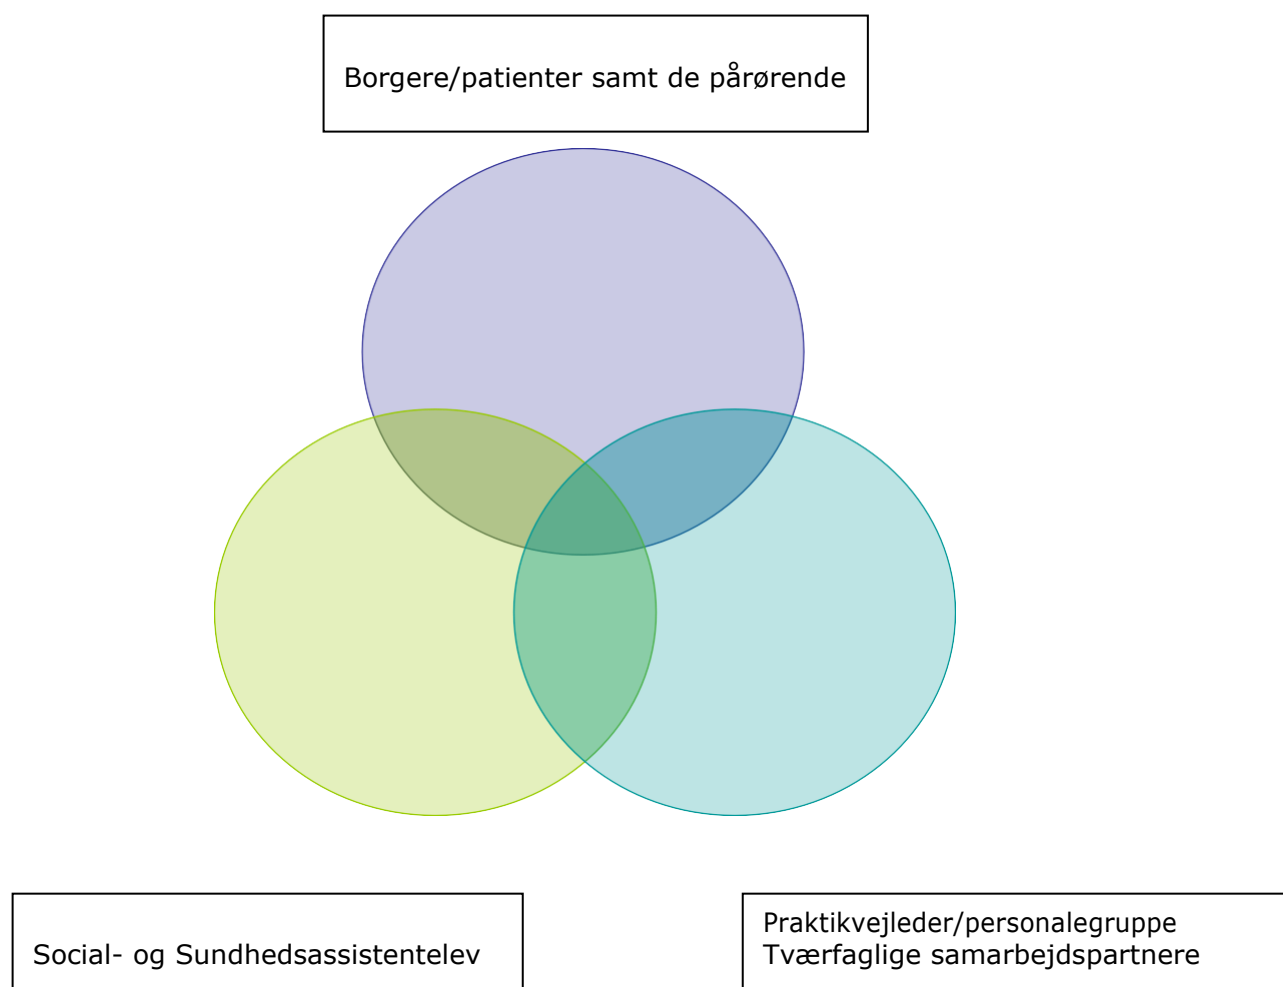 Borgere/patienter samt de pårørende
Social- og Sundhedsassistentelev
Praktikvejleder/personalegruppe
Tværfaglige samarbejdspartnere